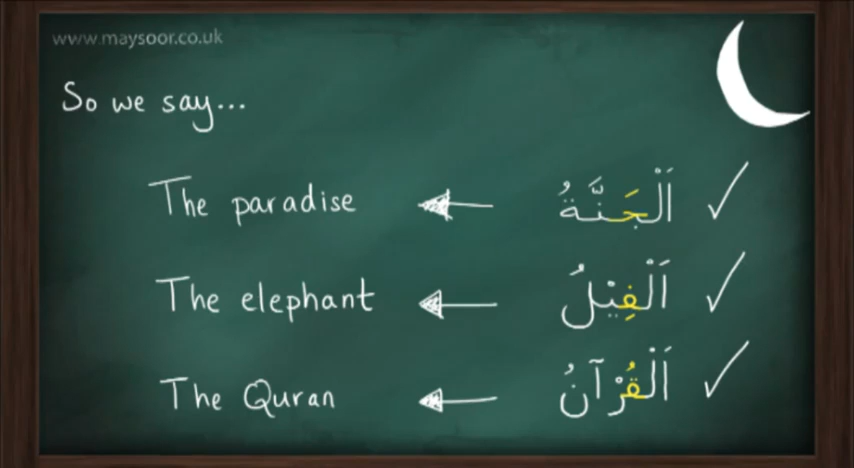 www.maysoor.co.uk
So we say...
The paradise اَلْجَنَّةُ
The elephant اَلْفِيْلُ
The Quran اَلْقُرْآنُ